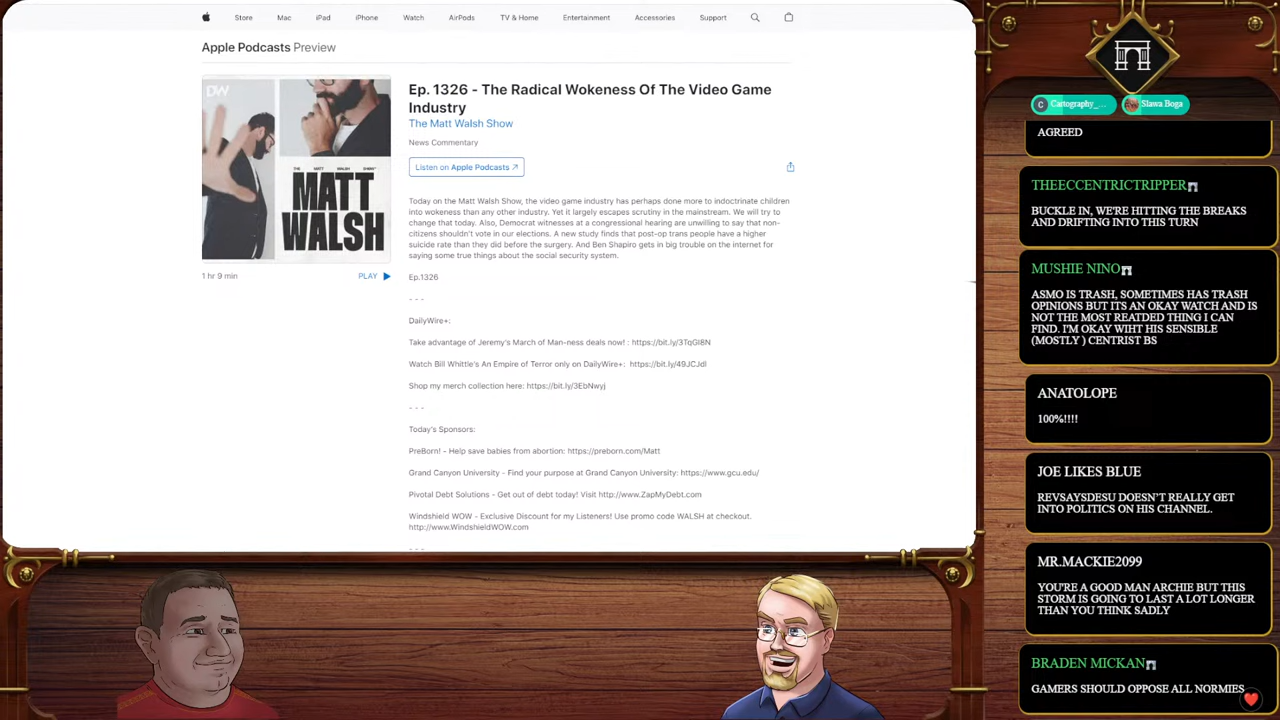 Store Mac iPad iPhone Watch AirPods TV & Home Entertainment Accessories Support
Apple Podcasts Preview
DW
THE MATT WALSH SHOW
MATT
WALSH
1 hr 9 min
PLAY
Ep. 1326 - The Radical Wokeness Of The Video Game
Industry
The Matt Walsh Show
News Commentary
Listen on Apple Podcasts ↗
Today on the Matt Walsh Show, the video game industry has perhaps done more to indoctrinate children
into wokeness than any other industry. Yet it largely escapes scrutiny in the mainstream. We will try to
change that today. Also, Democrat witnesses at a congressional hearing are unwilling to say that non-
citizens shouldn't vote in our elections. A new study finds that post-op trans people have a higher
suicide rate than they did before the surgery. And Ben Shapiro gets in big trouble on the internet for
saying some true things about the social security system.
Ep.1326
- - -
DailyWire+:
Take advantage of Jeremy's March of Man-ness deals now! : https://bit.ly/3TqGI8N
Watch Bill Whittle's An Empire of Terror only on DailyWire+: https://bit.ly/49JCJdl
Shop my merch collection here: https://bit.ly/3EbNwyj
- - -
Today's Sponsors:
PreBorn! - Help save babies from abortion: https://preborn.com/Matt
Grand Canyon University - Find your purpose at Grand Canyon University: https://www.gcu.edu/
Pivotal Debt Solutions - Get out of debt today! Visit http://www.ZapMyDebt.com
Windshield WOW - Exclusive Discount for my Listeners! Use promo code WALSH at checkout.
http://www.WindshieldWOW.com
- - -
C Cartography_... Slawa Boga
AGREED
THEECCENTRICTRIPPER
BUCKLE IN, WE'RE HITTING THE BREAKS
AND DRIFTING INTO THIS TURN
MUSHIE NINO
ASMO IS TRASH, SOMETIMES HAS TRASH
OPINIONS BUT ITS AN OKAY WATCH AND IS
NOT THE MOST REATDED THING I CAN
FIND. I'M OKAY WIHT HIS SENSIBLE
(MOSTLY ) CENTRIST BS
ANATOLOPE
100%!!!!
JOE LIKES BLUE
REVSAYSDESU DOESN'T REALLY GET
INTO POLITICS ON HIS CHANNEL.
MR.MACKIE2099
YOU'RE A GOOD MAN ARCHIE BUT THIS
STORM IS GOING TO LAST A LOT LONGER
THAN YOU THINK SADLY
BRADEN MICKAN
GAMERS SHOULD OPPOSE ALL NORMIES